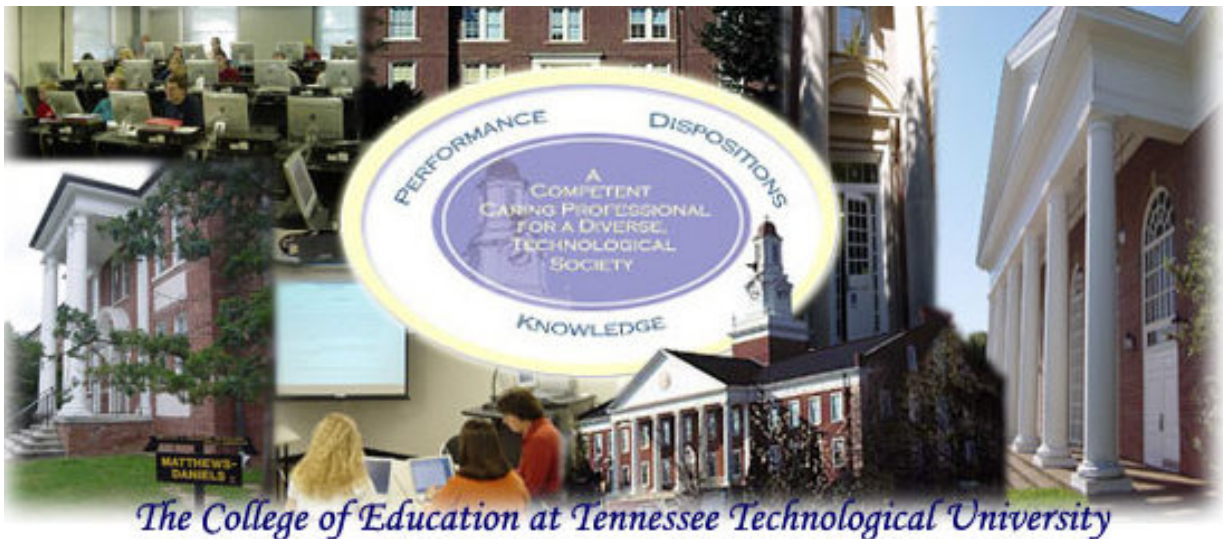 PERFORMANCE
DISPOSITIONS
A
COMPETENT
CARING PROFESSIONAL
FOR A DIVERSE,
TECHNOLOGICAL
SOCIETY
KNOWLEDGE
MATTHEWS-
DANIELS
The College of Education at Tennessee Technological University